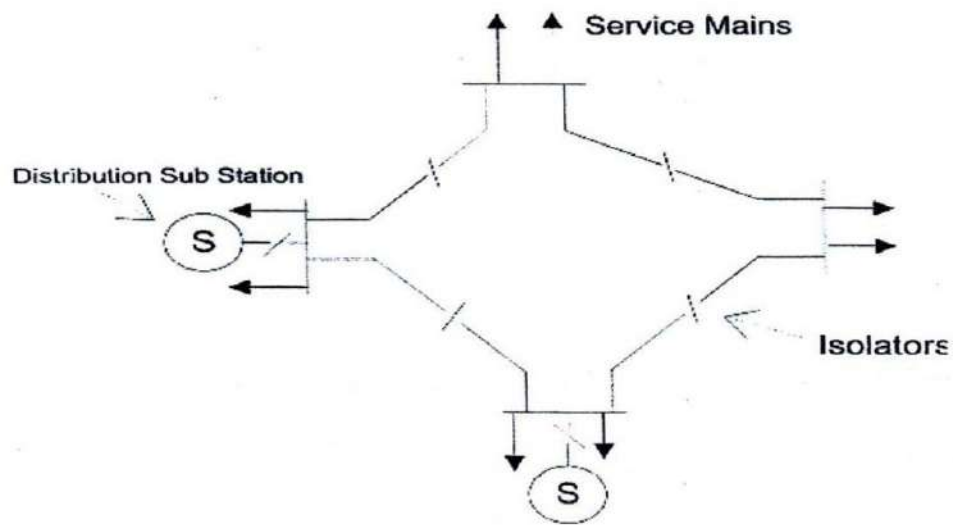 Service Mains
Distribution Sub Station
S
Isolators
S